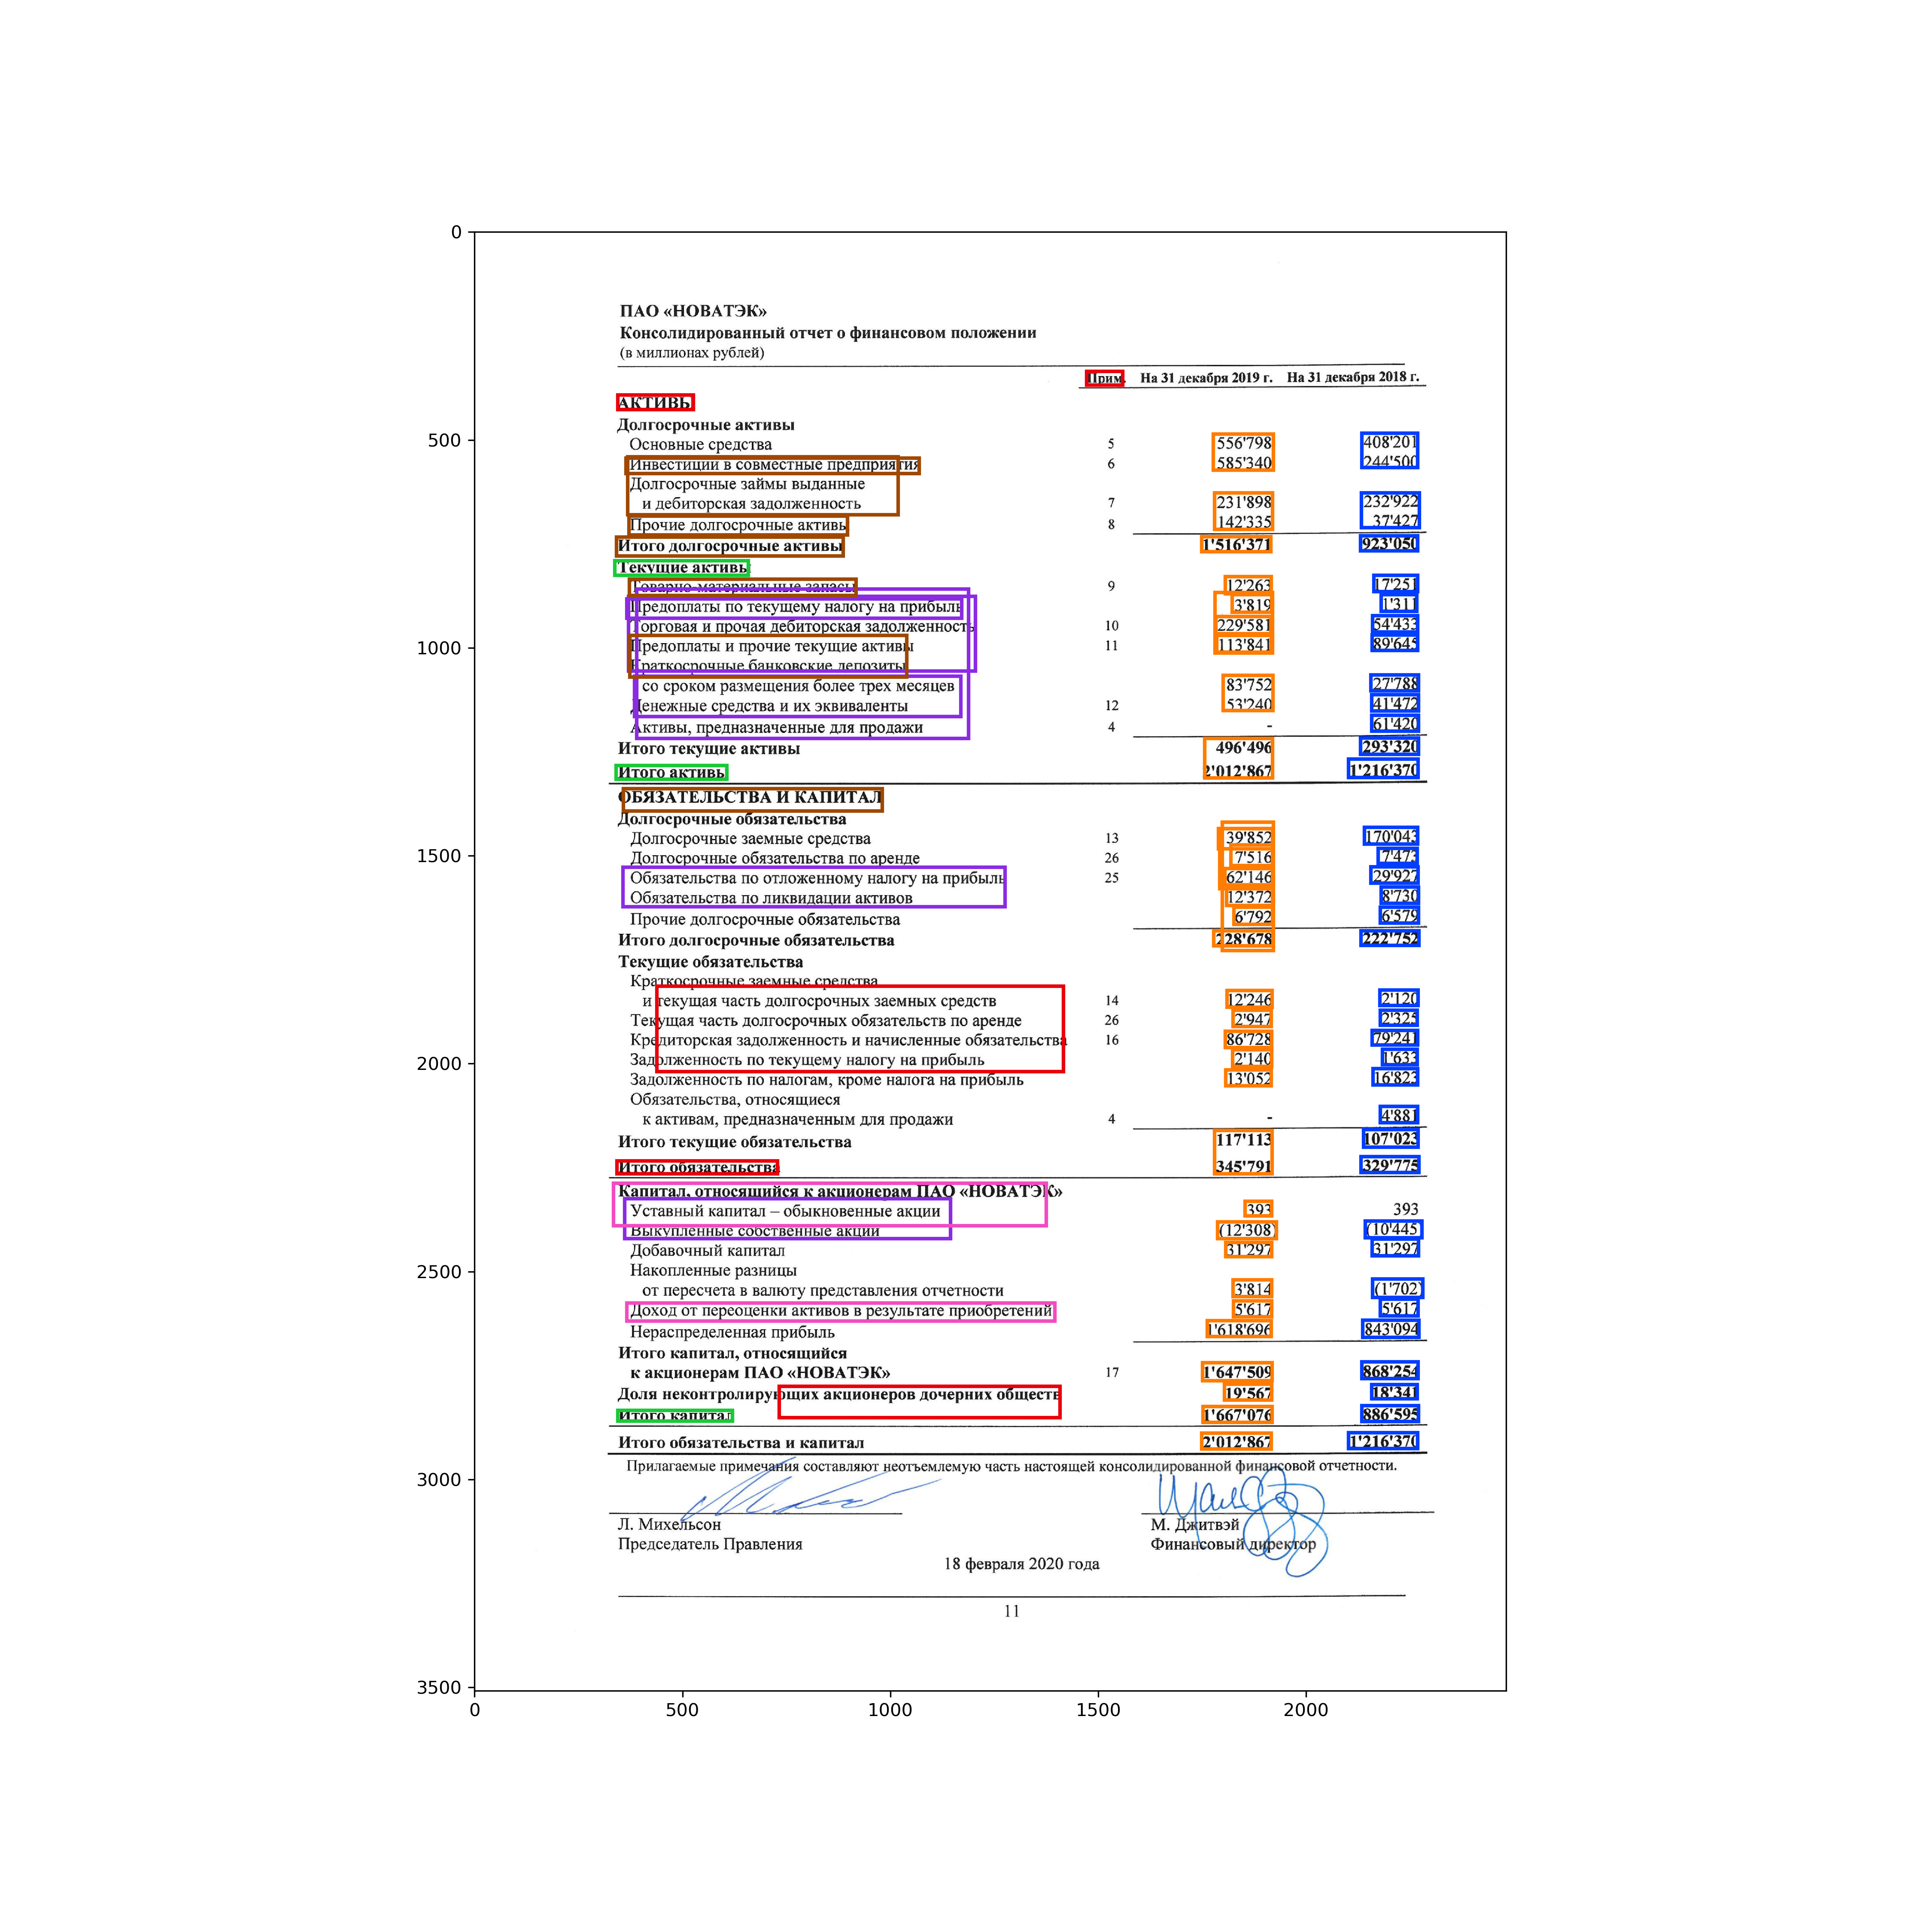 0
500
1000
1500
2000
2500
3000
3500
0 500 1000 1500 2000
ПАО «НОВАТЭК»
Консолидированный отчет о финансовом положении
(в миллионах рублей)
Прим. На 31 декабря 2019 г. На 31 декабря 2018 г.
АКТИВЫ
Долгосрочные активы
Основные средства 5 556'798 408'201
Инвестиции в совместные предприятия 6 585'340 244'500
Долгосрочные займы выданные
и дебиторская задолженность 7 231'898 232'922
Прочие долгосрочные активы 8 142'335 37'427
Итого долгосрочные активы 1'516'371 923'050
Текущие активы
Товарно-материальные запасы 9 12'263 17'251
Предоплаты по текущему налогу на прибыль 3'819 1'311
Торговая и прочая дебиторская задолженность 10 229'581 54'433
Предоплаты и прочие текущие активы 11 113'841 89'645
Краткосрочные банковские депозиты
со сроком размещения более трех месяцев 83'752 27'788
Денежные средства и их эквиваленты 12 53'240 41'472
Активы, предназначенные для продажи 4 - 61'420
Итого текущие активы 496'496 293'320
Итого активы 2'012'867 1'216'370
ОБЯЗАТЕЛЬСТВА И КАПИТАЛ
Долгосрочные обязательства
Долгосрочные заемные средства 13 139'852 170'043
Долгосрочные обязательства по аренде 26 7'516 7'473
Обязательства по отложенному налогу на прибыль 25 62'146 29'927
Обязательства по ликвидации активов 12'372 8'730
Прочие долгосрочные обязательства 6'792 6'579
Итого долгосрочные обязательства 228'678 222'752
Текущие обязательства
Краткосрочные заемные средства
и текущая часть долгосрочных заемных средств 14 12'246 2'120
Текущая часть долгосрочных обязательств по аренде 26 2'947 2'325
Кредиторская задолженность и начисленные обязательства 16 86'728 79'241
Задолженность по текущему налогу на прибыль 2'140 1'633
Задолженность по налогам, кроме налога на прибыль 13'052 16'823
Обязательства, относящиеся
к активам, предназначенным для продажи 4 - 4'881
Итого текущие обязательства 117'113 107'023
Итого обязательства 345'791 329'775
Капитал, относящийся к акционерам ПАО «НОВАТЭК»
Уставный капитал – обыкновенные акции 393 393
Выкупленные собственные акции (12'308) (10'445)
Добавочный капитал 31'297 31'297
Накопленные разницы
от пересчета в валюту представления отчетности 3'814 (1'702)
Доход от переоценки активов в результате приобретений 5'617 5'617
Нераспределенная прибыль 1'618'696 843'094
Итого капитал, относящийся
к акционерам ПАО «НОВАТЭК» 17 1'647'509 868'254
Доля неконтролирующих акционеров дочерних обществ 19'567 18'341
Итого капитал 1'667'076 886'595
Итого обязательства и капитал 2'012'867 1'216'370
Прилагаемые примечания составляют неотъемлемую часть настоящей консолидированной финансовой отчетности.
Л. Михельсон М. Джитвэй
Председатель Правления Финансовый директор
18 февраля 2020 года
11